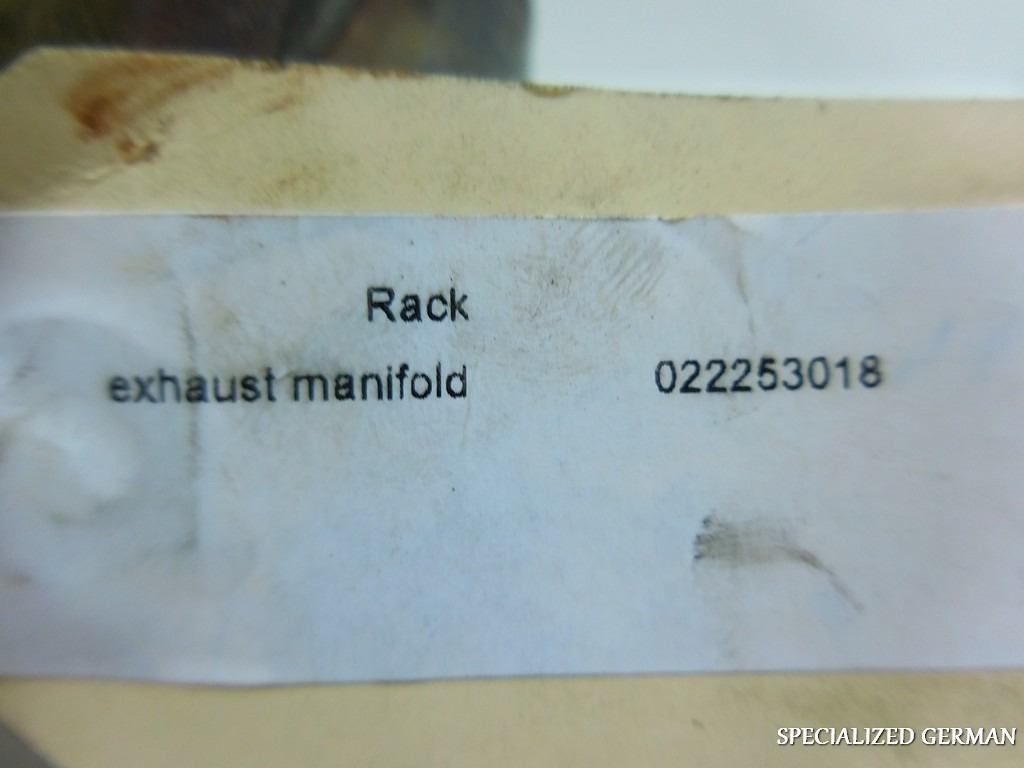 Rack
exhaust manifold 022253018
SPECIALIZED GERMAN